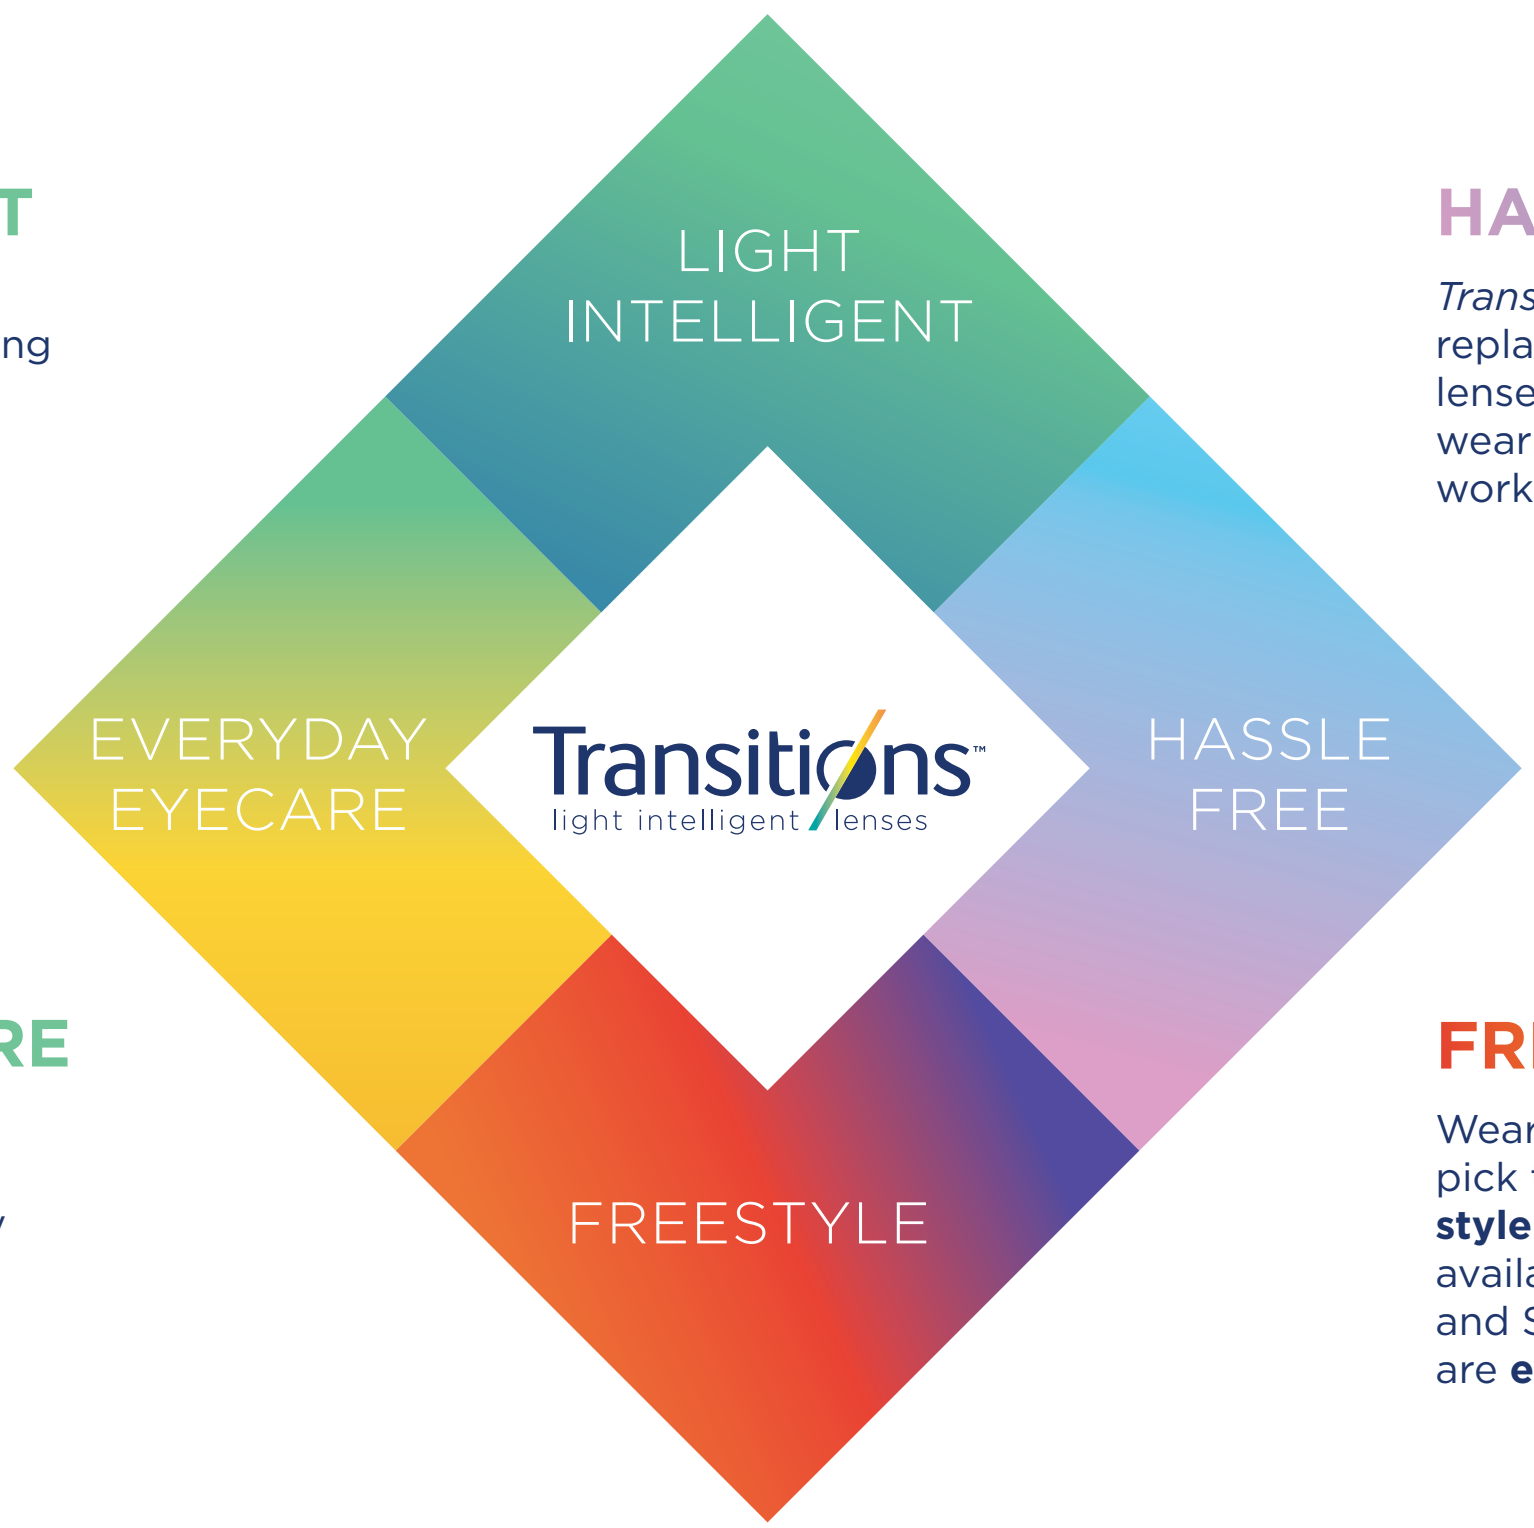 LIGHT
INTELLIGENT
EVERYDAY
EYECARE
Transitions™
light intelligent lenses
HASSLE
FREE
FREESTYLE
T
ng
RE
y
HA
Trans
repla
lense
wear
work
FR
Wear
pick
style
availa
and S
are e